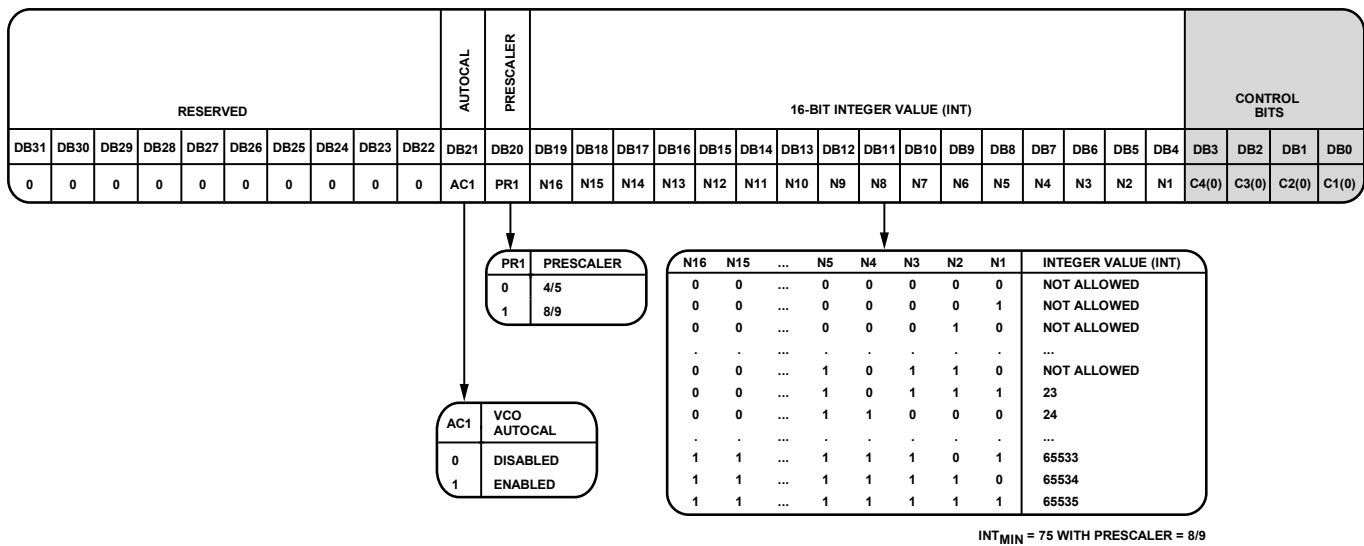 RESERVED AUTOCAL PRESCALER 16-BIT INTEGER VALUE (INT) CONTROL BITS
DB31 DB30 DB29 DB28 DB27 DB26 DB25 DB24 DB23 DB22 DB21 DB20 DB19 DB18 DB17 DB16 DB15 DB14 DB13 DB12 DB11 DB10 DB9 DB8 DB7 DB6 DB5 DB4 DB3 DB2 DB1 DB0
0 0 0 0 0 0 0 0 0 0 AC1 PR1 N16 N15 N14 N13 N12 N11 N10 N9 N8 N7 N6 N5 N4 N3 N2 N1 C4(0) C3(0) C2(0) C1(0)
PR1 PRESCALER
0 4/5
1 8/9
AC1 VCO AUTOCAL
0 DISABLED
1 ENABLED
N16 N15 ... N5 N4 N3 N2 N1 INTEGER VALUE (INT)
0 0 ... 0 0 0 0 0 NOT ALLOWED
0 0 ... 0 0 0 0 1 NOT ALLOWED
0 0 ... 0 0 0 1 0 NOT ALLOWED
. . ... . . . . . ...
0 0 ... 1 0 1 1 0 NOT ALLOWED
0 0 ... 1 0 1 1 1 23
0 0 ... 1 1 0 0 0 24
. . ... . . . . . ...
1 1 ... 1 1 1 0 1 65533
1 1 ... 1 1 1 1 0 65534
1 1 ... 1 1 1 1 1 65535
INTMIN = 75 WITH PRESCALER = 8/9